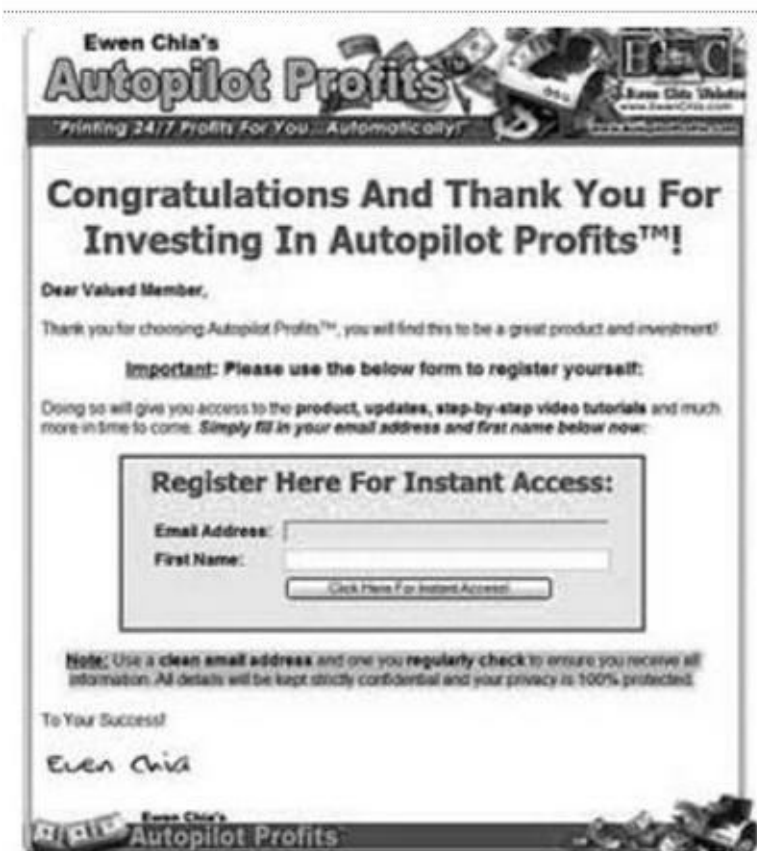 Ewen Chia's
Autopilot Profits
"Printing 24/7 Profits For You...Automatically!"
www.EwenChia.com
Congratulations And Thank You For
Investing In Autopilot Profits™!
Dear Valued Member,
Thank you for choosing Autopilot Profits™, you will find this to be a great product and investment!
Important: Please use the below form to register yourself:
Doing so will give you access to the product, updates, step-by-step video tutorials and much
more in time to come. Simply fill in your email address and first name below now:
Register Here For Instant Access:
Email Address:
First Name:
Click Here For Instant Access!
Note: Use a clean email address and one you regularly check to ensure you receive all
information. All details will be kept strictly confidential and your privacy is 100% protected.
To Your Success!
Ewen Chia
Ewen Chia's
Autopilot Profits